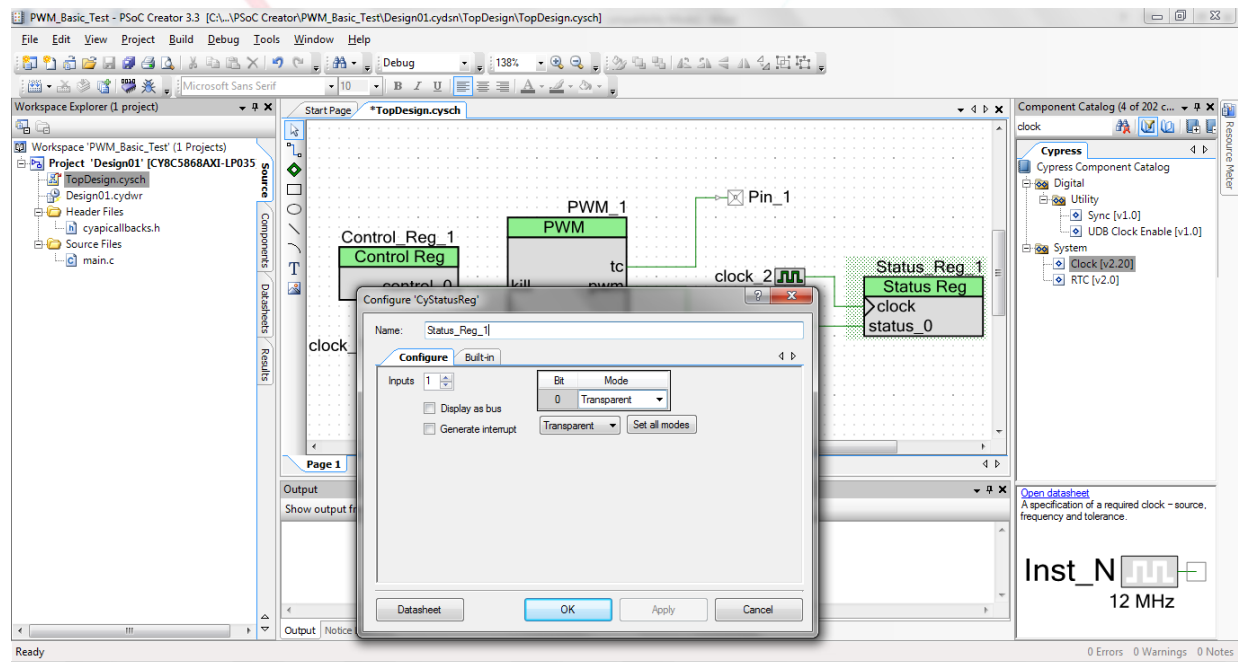 PWM_Basic_Test - PSoC Creator 3.3 [C:\...\PSoC Creator\PWM_Basic_Test\Design01.cydsn\TopDesign\TopDesign.cysch]
File Edit View Project Build Debug Tools Window Help
Debug 138%
Microsoft Sans Serif 10 B I U
Workspace Explorer (1 project)
Workspace 'PWM_Basic_Test' (1 Projects)
Project 'Design01' [CY8C5868AXI-LP035
TopDesign.cysch
Design01.cydwr
Header Files
cyapicallbacks.h
Source Files
main.c
Source
Components
Datasheets
Results
Start Page *TopDesign.cysch
Pin_1
PWM_1
PWM
tc
kill pwm
Control_Reg_1
Control Reg
control_0
clock_2
Status_Reg_1
Status Reg
clock
status_0
clock_
Configure 'CyStatusReg'
Name: Status_Reg_1
Configure Built-in
Inputs 1
Display as bus
Generate interrupt
Bit Mode
0 Transparent
Transparent Set all modes
Datasheet OK Apply Cancel
Page 1
Output
Show output fr
Output Notice
Component Catalog (4 of 202 c...
clock
Cypress
Cypress Component Catalog
Digital
Utility
Sync [v1.0]
UDB Clock Enable [v1.0]
System
Clock [v2.20]
RTC [v2.0]
Resource Meter
Open datasheet
A specification of a required clock – source,
frequency and tolerance.
Inst_N
12 MHz
Ready
0 Errors 0 Warnings 0 Notes